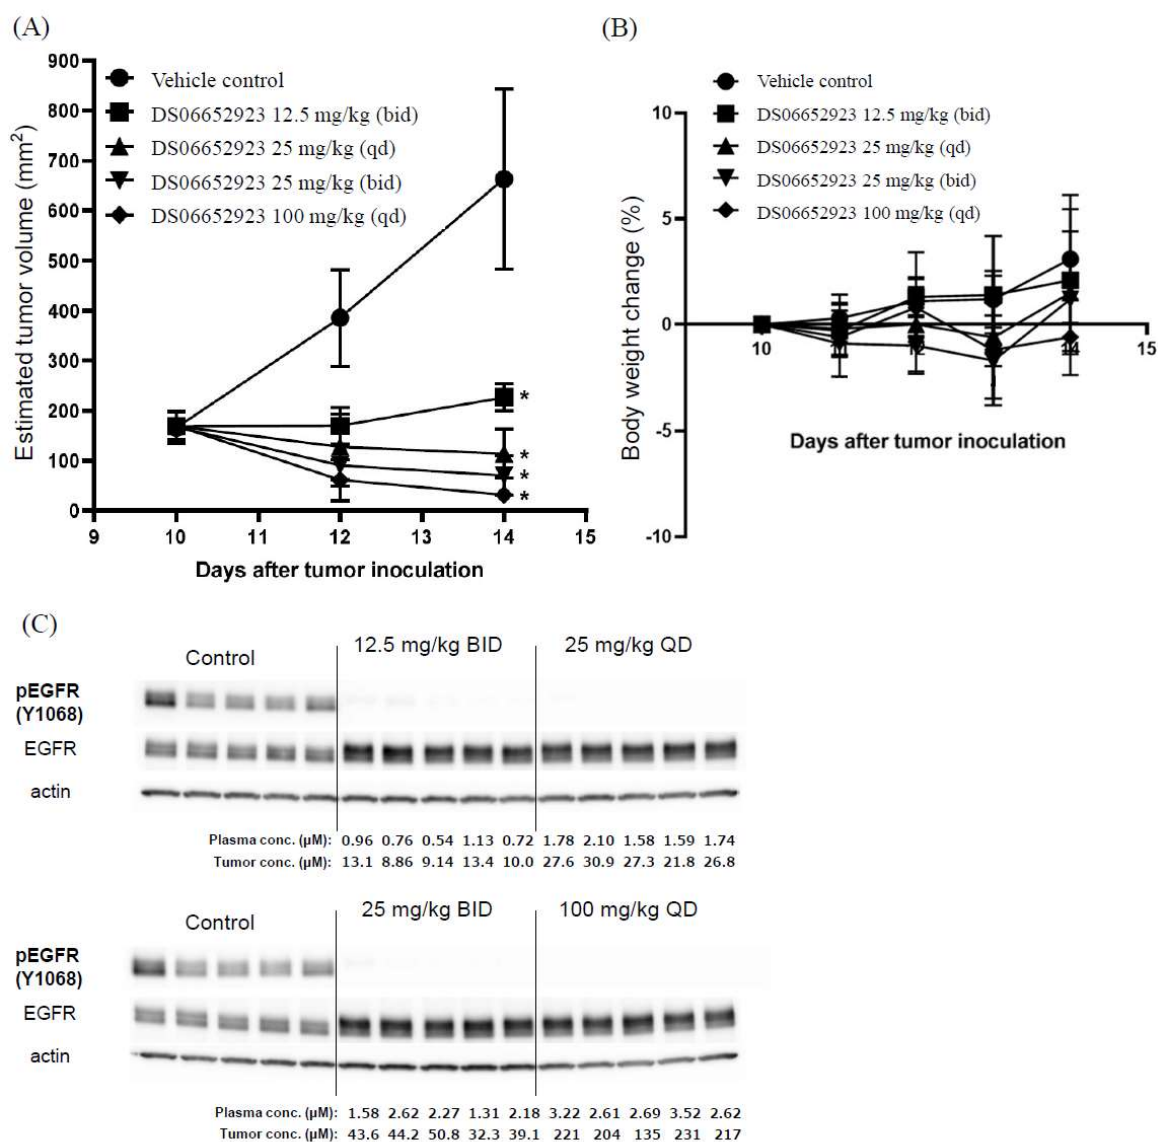 (A)
Estimated tumor volume (mm²)
900
800
700
600
500
400
300
200
100
0
Vehicle control
DS06652923 12.5 mg/kg (bid)
DS06652923 25 mg/kg (qd)
DS06652923 25 mg/kg (bid)
DS06652923 100 mg/kg (qd)
*
*
*
*
9 10 11 12 13 14 15
Days after tumor inoculation
(B)
Body weight change (%)
10
5
0
-5
-10
Vehicle control
DS06652923 12.5 mg/kg (bid)
DS06652923 25 mg/kg (qd)
DS06652923 25 mg/kg (bid)
DS06652923 100 mg/kg (qd)
10 14 15
Days after tumor inoculation
(C)
Control 12.5 mg/kg BID 25 mg/kg QD
pEGFR
(Y1068)
EGFR
actin
Plasma conc. (µM): 0.96 0.76 0.54 1.13 0.72 1.78 2.10 1.58 1.59 1.74
Tumor conc. (µM): 13.1 8.86 9.14 13.4 10.0 27.6 30.9 27.3 21.8 26.8
Control 25 mg/kg BID 100 mg/kg QD
pEGFR
(Y1068)
EGFR
actin
Plasma conc. (µM): 1.58 2.62 2.27 1.31 2.18 3.22 2.61 2.69 3.52 2.62
Tumor conc. (µM): 43.6 44.2 50.8 32.3 39.1 221 204 135 231 217